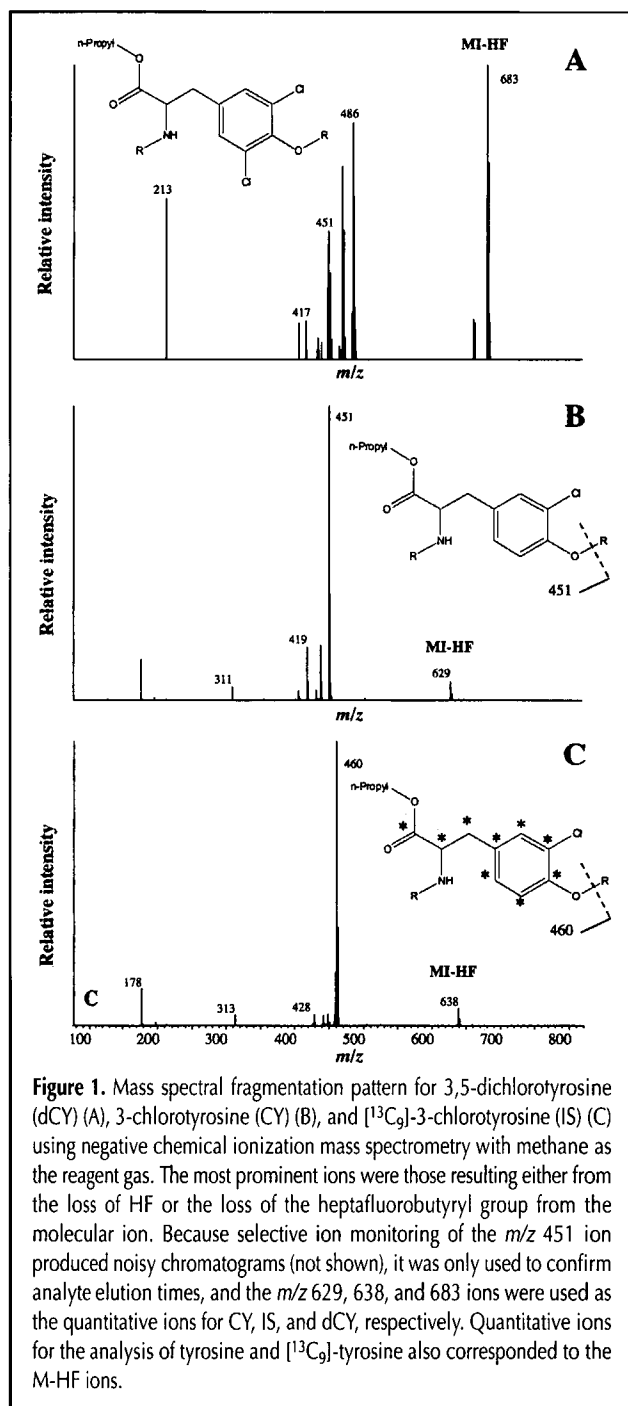 n-Propyl
O
O
NH
R
Cl
Cl
O
R
MI-HF
A
683
486
451
213
417
Relative intensity
m/z
B
451
n-Propyl
O
O
NH
R
Cl
O
R
451
MI-HF
419
311
629
Relative intensity
m/z
C
460
n-Propyl
O
*
*
*
*
*
*
*
*
*
O
NH
R
Cl
O
R
460
MI-HF
178
313
428
638
C
Relative intensity
100 200 300 400 500 600 700 800
m/z
Figure 1. Mass spectral fragmentation pattern for 3,5-dichlorotyrosine
(dCY) (A), 3-chlorotyrosine (CY) (B), and [¹³C₉]-3-chlorotyrosine (IS) (C)
using negative chemical ionization mass spectrometry with methane as
the reagent gas. The most prominent ions were those resulting either from
the loss of HF or the loss of the heptafluorobutyryl group from the
molecular ion. Because selective ion monitoring of the m/z 451 ion
produced noisy chromatograms (not shown), it was only used to confirm
analyte elution times, and the m/z 629, 638, and 683 ions were used as
the quantitative ions for CY, IS, and dCY, respectively. Quantitative ions
for the analysis of tyrosine and [¹³C₉]-tyrosine also corresponded to the
M-HF ions.